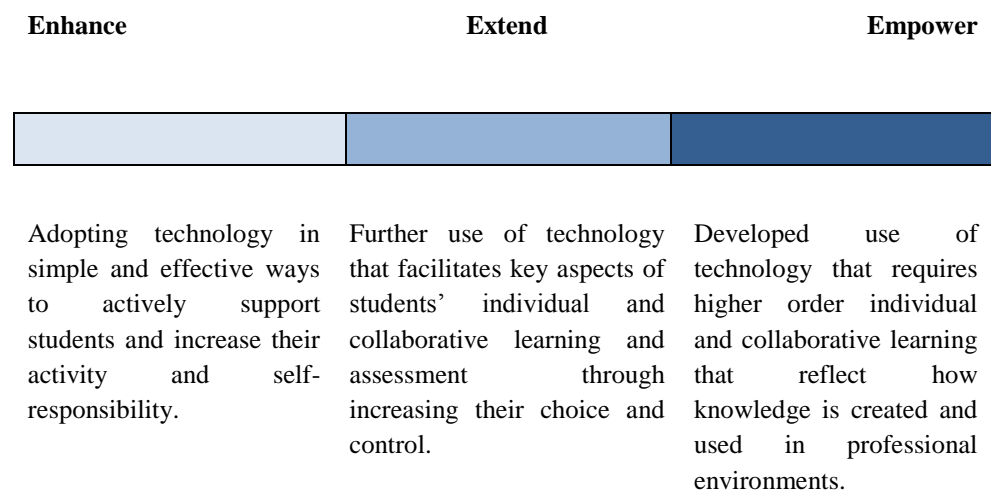 Enhance Extend Empower
Adopting technology in
simple and effective ways
to actively support
students and increase their
activity and self-
responsibility.
Further use of technology
that facilitates key aspects of
students’ individual and
collaborative learning and
assessment through
increasing their choice and
control.
Developed use of
technology that requires
higher order individual
and collaborative learning
that reflect how
knowledge is created and
used in professional
environments.